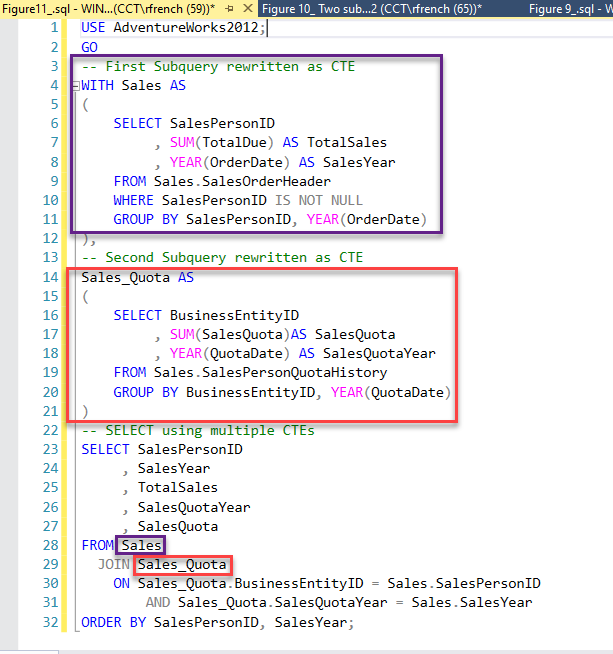 Figure11_.sql - WIN...(CCT\rfrench (59))* Figure 10_ Two sub...2 (CCT\rfrench (65))* Figure 9_.sql - W
1 USE AdventureWorks2012;
2 GO
3 -- First Subquery rewritten as CTE
4 WITH Sales AS
5 (
6 SELECT SalesPersonID
7 , SUM(TotalDue) AS TotalSales
8 , YEAR(OrderDate) AS SalesYear
9 FROM Sales.SalesOrderHeader
10 WHERE SalesPersonID IS NOT NULL
11 GROUP BY SalesPersonID, YEAR(OrderDate)
12 ),
13 -- Second Subquery rewritten as CTE
14 Sales_Quota AS
15 (
16 SELECT BusinessEntityID
17 , SUM(SalesQuota)AS SalesQuota
18 , YEAR(QuotaDate) AS SalesQuotaYear
19 FROM Sales.SalesPersonQuotaHistory
20 GROUP BY BusinessEntityID, YEAR(QuotaDate)
21 )
22 -- SELECT using multiple CTEs
23 SELECT SalesPersonID
24 , SalesYear
25 , TotalSales
26 , SalesQuotaYear
27 , SalesQuota
28 FROM Sales
29 JOIN Sales_Quota
30 ON Sales_Quota.BusinessEntityID = Sales.SalesPersonID
31 AND Sales_Quota.SalesQuotaYear = Sales.SalesYear
32 ORDER BY SalesPersonID, SalesYear;